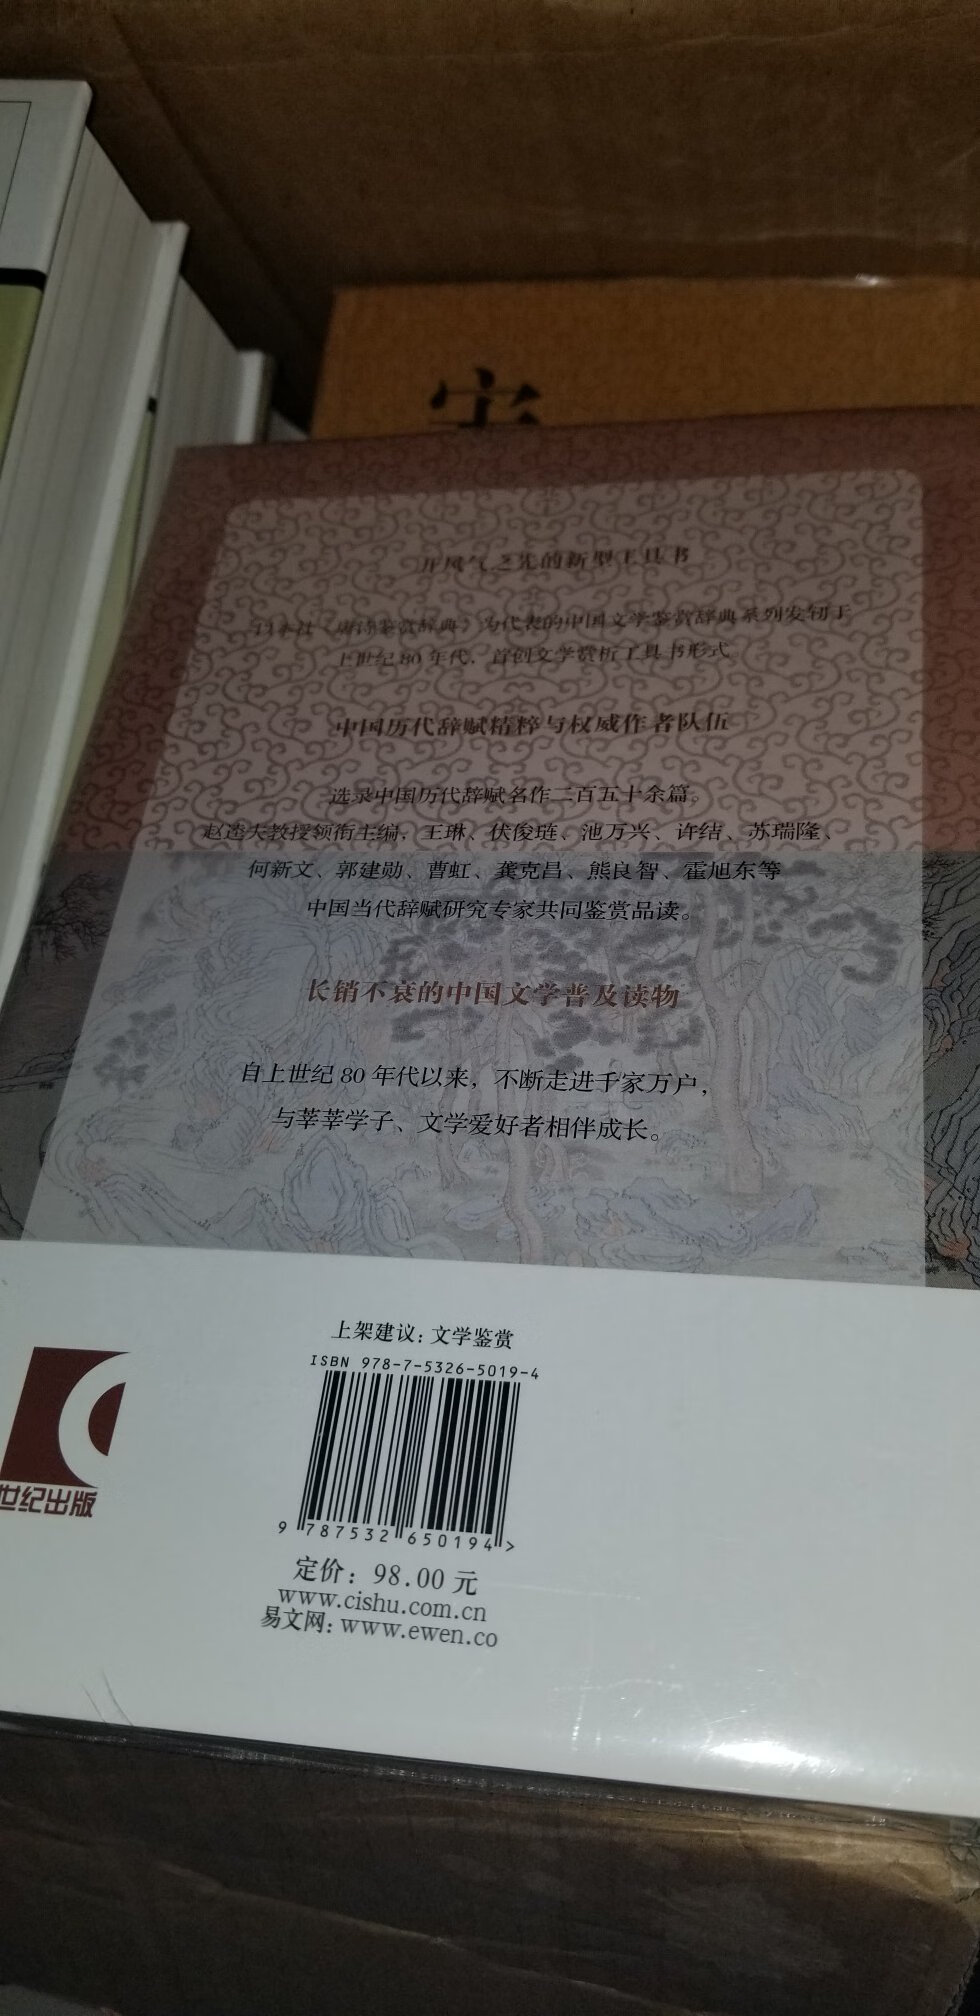 宋
开风气之先的新型工具书
以本社《唐诗鉴赏辞典》为代表的中国文学鉴赏辞典系列发轫于
上世纪80年代，首创文学赏析工具书形式。
中国历代辞赋精粹与权威作者队伍
选录中国历代辞赋名作二百五十余篇。
赵逵夫教授领衔主编，王琳、伏俊琏、池万兴、许结、苏瑞隆、
何新文、郭建勋、曹虹、龚克昌、熊良智、霍旭东等
中国当代辞赋研究专家共同鉴赏品读。
长销不衰的中国文学普及读物
自上世纪80年代以来，不断走进千家万户，
与莘莘学子、文学爱好者相伴成长。
上架建议：文学鉴赏
ISBN 978-7-5326-5019-4
9 787532 650194 >
世纪出版
定价：98.00元
www.cishu.com.cn
易文网：www.ewen.co